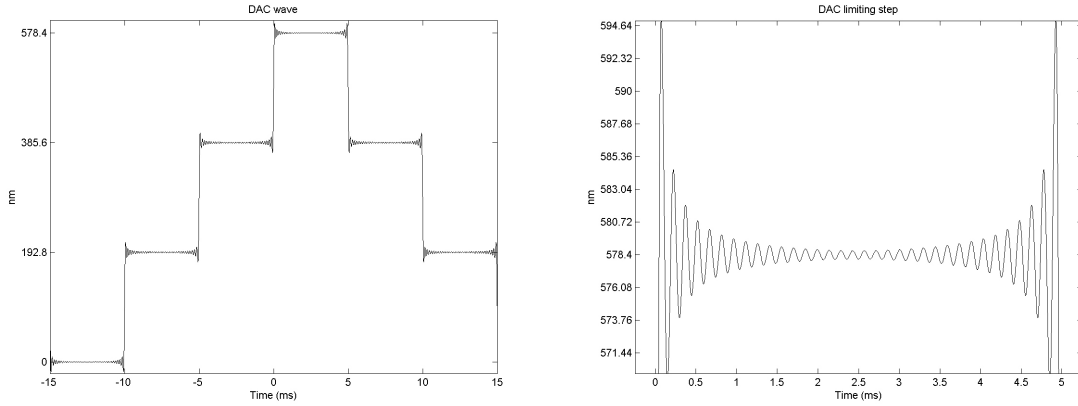 DAC wave
578.4
385.6
192.8
0
nm
-15 -10 -5 0 5 10 15
Time (ms)
DAC limiting step
594.64
592.32
590
587.68
585.36
583.04
580.72
578.4
576.08
573.76
571.44
nm
0 0.5 1 1.5 2 2.5 3 3.5 4 4.5 5
Time (ms)